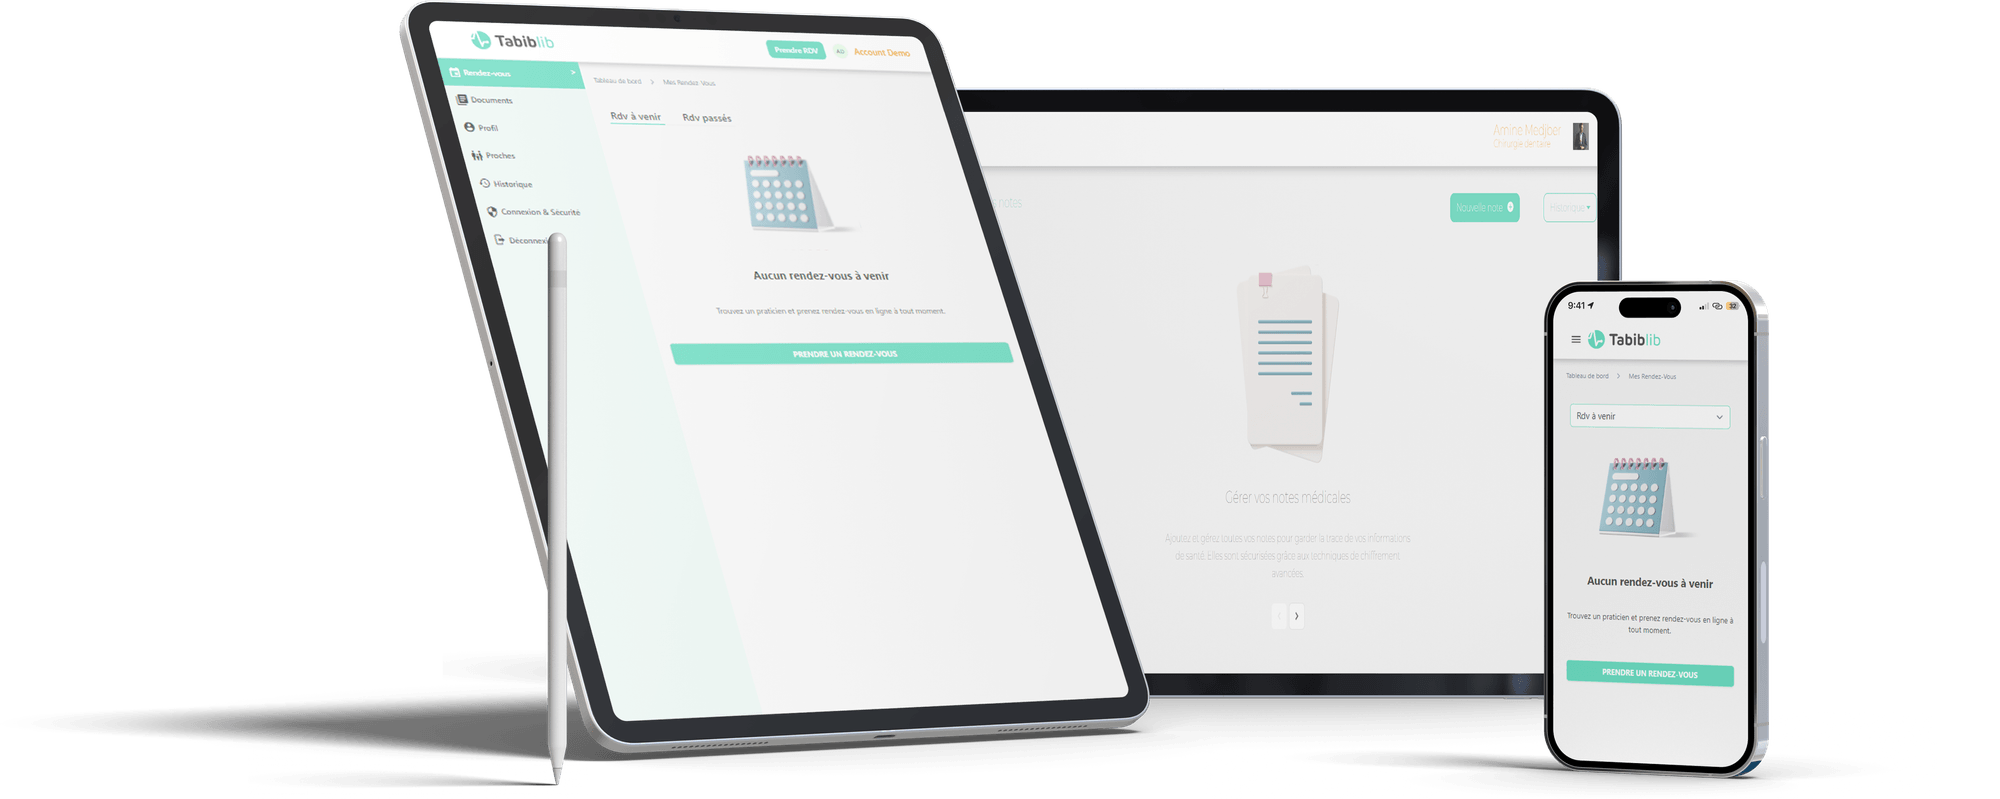 Tabiblib
Prendre RDV
AD
Account Demo
Rendez-vous
Documents
Profil
Proches
Historique
Connexion & Sécurité
Déconnexi
Tableau de bord > Mes Rendez-Vous
Rdv à venir
Rdv passés
Aucun rendez-vous à venir
Trouvez un praticien et prenez rendez-vous en ligne à tout moment.
PRENDRE UN RENDEZ-VOUS
Amine Medjber
Chirurgie dentaire
notes
Nouvelle note
Historique
Gérer vos notes médicales
Ajoutez et gérez toutes vos notes pour garder la trace de vos informations
de santé. Elles sont sécurisées grâce aux techniques de chiffrement
avancées.
9:41
32
Tabiblib
Tableau de bord > Mes Rendez-Vous
Rdv à venir
Aucun rendez-vous à venir
Trouvez un praticien et prenez rendez-vous en ligne à
tout moment.
PRENDRE UN RENDEZ-VOUS